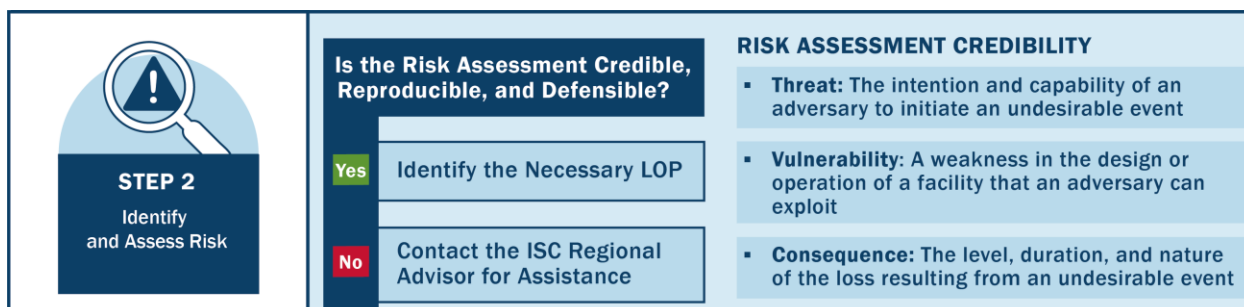 STEP 2
Identify
and Assess Risk
Is the Risk Assessment Credible,
Reproducible, and Defensible?
Yes
Identify the Necessary LOP
No
Contact the ISC Regional
Advisor for Assistance
RISK ASSESSMENT CREDIBILITY
▪ Threat: The intention and capability of an
adversary to initiate an undesirable event
▪ Vulnerability: A weakness in the design or
operation of a facility that an adversary can
exploit
▪ Consequence: The level, duration, and nature
of the loss resulting from an undesirable event